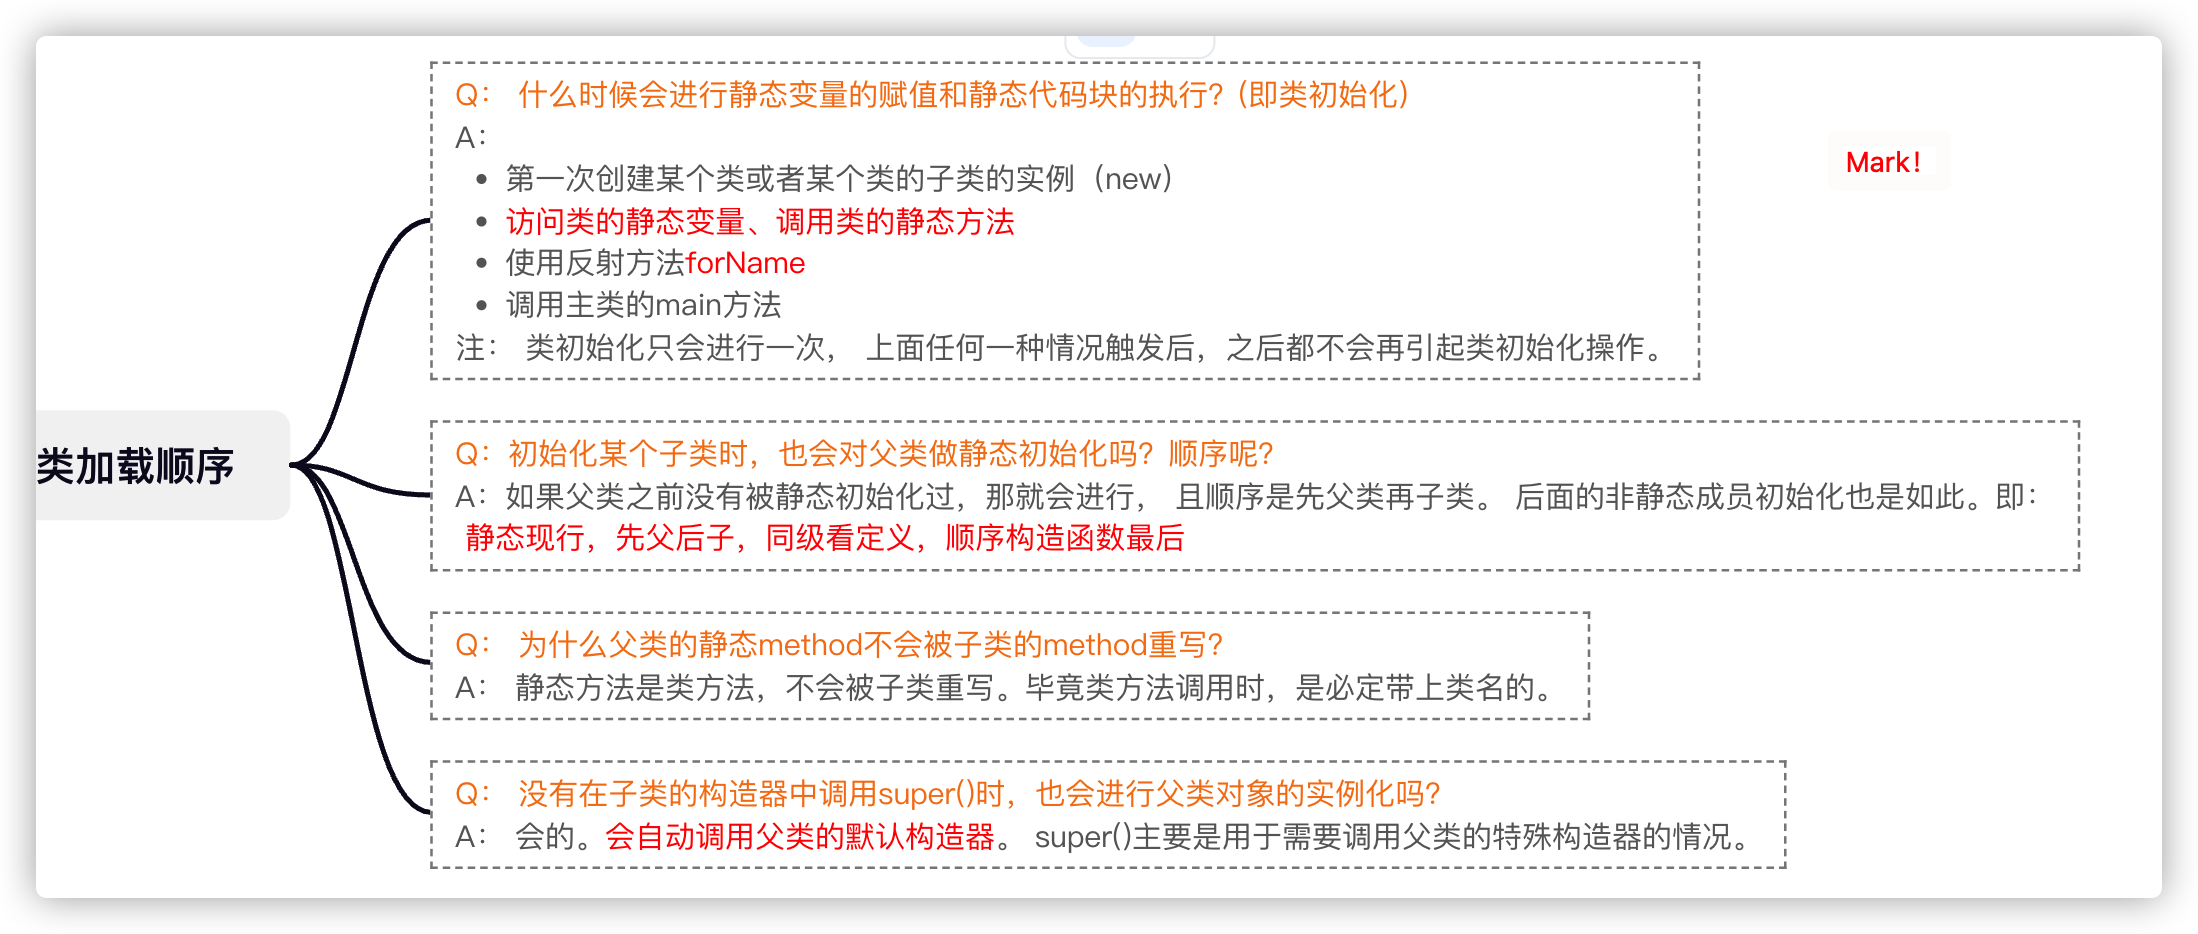 Q： 什么时候会进行静态变量的赋值和静态代码块的执行？(即类初始化)
A：
• 第一次创建某个类或者某个类的子类的实例（new）
• 访问类的静态变量、调用类的静态方法
• 使用反射方法forName
• 调用主类的main方法
注： 类初始化只会进行一次， 上面任何一种情况触发后，之后都不会再引起类初始化操作。
Mark！
类加载顺序
Q：初始化某个子类时，也会对父类做静态初始化吗？顺序呢？
A：如果父类之前没有被静态初始化过，那就会进行， 且顺序是先父类再子类。 后面的非静态成员初始化也是如此。即：
静态现行，先父后子，同级看定义，顺序构造函数最后
Q： 为什么父类的静态method不会被子类的method重写？
A： 静态方法是类方法，不会被子类重写。毕竟类方法调用时，是必定带上类名的。
Q： 没有在子类的构造器中调用super()时，也会进行父类对象的实例化吗？
A： 会的。会自动调用父类的默认构造器。 super()主要是用于需要调用父类的特殊构造器的情况。